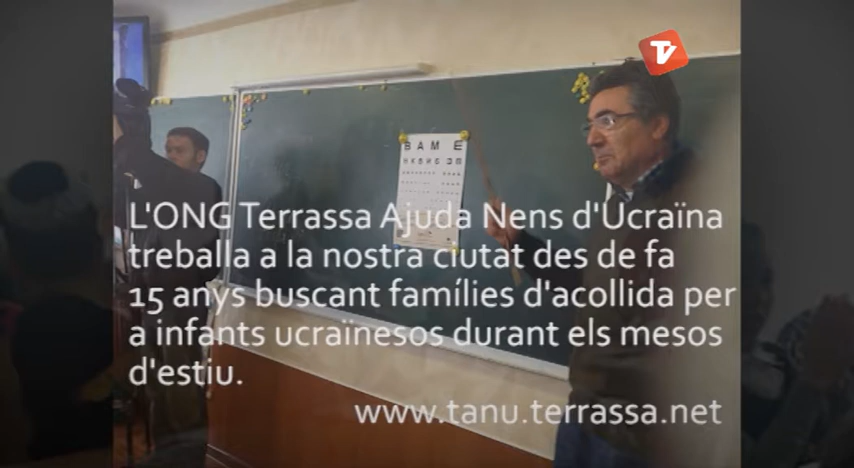 TV
B A M E
L'ONG Terrassa Ajuda Nens d'Ucraïna
treballa a la nostra ciutat des de fa
15 anys buscant famílies d'acollida per
a infants ucraïnesos durant els mesos
d'estiu.
www.tanu.terrassa.net